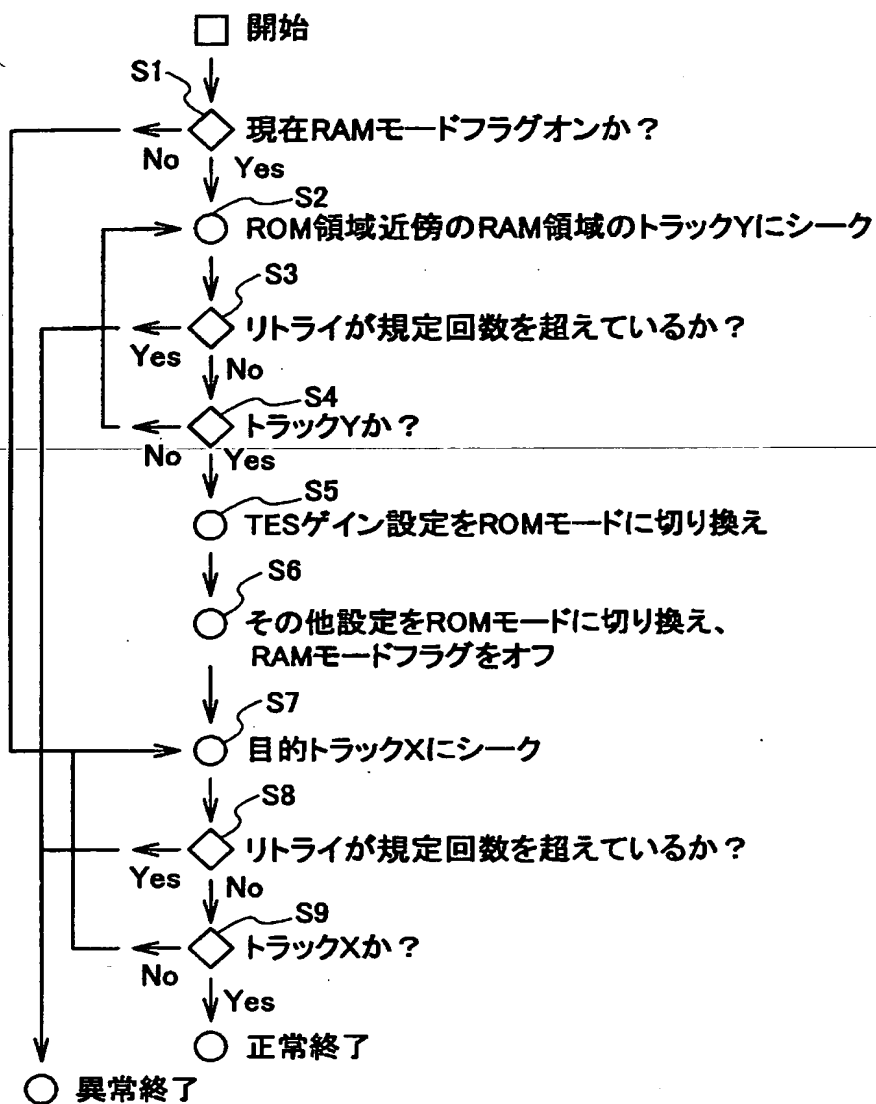 開始
S1
現在RAMモードフラグオンか？
No
Yes
S2
ROM領域近傍のRAM領域のトラックYにシーク
S3
リトライが規定回数を超えているか？
Yes
No
S4
トラックYか？
No
Yes
S5
TESゲイン設定をROMモードに切り換え
S6
その他設定をROMモードに切り換え、
RAMモードフラグをオフ
S7
目的トラックXにシーク
S8
リトライが規定回数を超えているか？
Yes
No
S9
トラックXか？
No
Yes
正常終了
異常終了